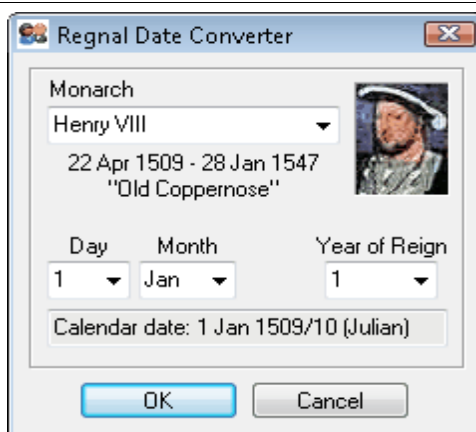 Regnal Date Converter
Monarch
Henry VIII
22 Apr 1509 - 28 Jan 1547
"Old Coppernose"
Day Month Year of Reign
1 Jan 1
Calendar date: 1 Jan 1509/10 (Julian)
OK Cancel